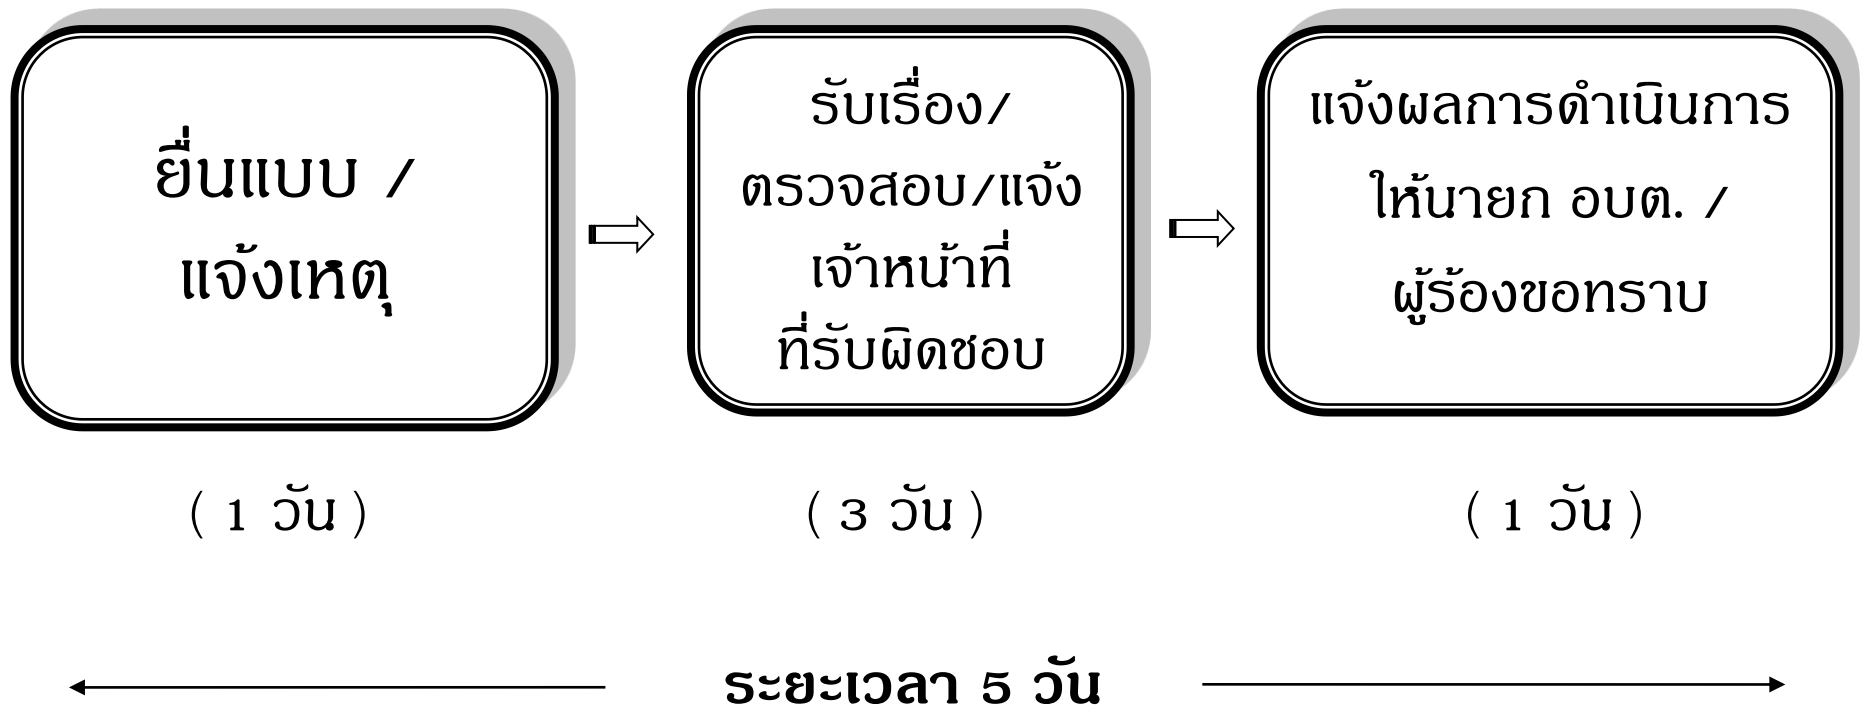 ยื่นแบบ /
แจ้งเหตุ
รับเรื่อง/
ตรวจสอบ/แจ้ง
เจ้าหน้าที่
ที่รับผิดชอบ
แจ้งผลการดำเนินการ
ให้นายก อบต. /
ผู้ร้องขอทราบ
( 1 วัน )
( 3 วัน )
( 1 วัน )
ระยะเวลา 5 วัน